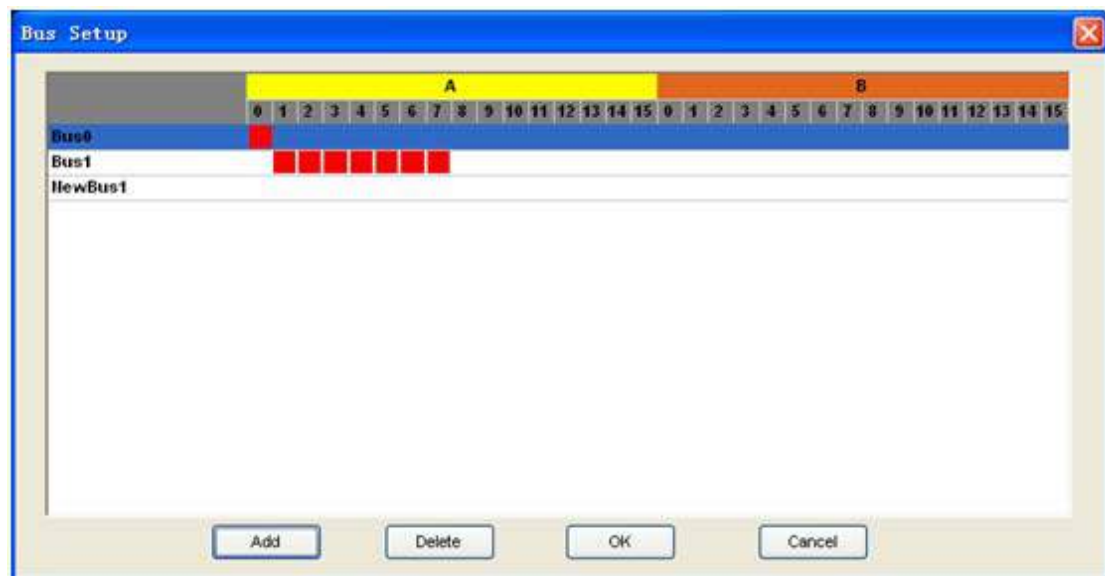 Bus Setup
A B
0 1 2 3 4 5 6 7 8 9 10 11 12 13 14 15 0 1 2 3 4 5 6 7 8 9 10 11 12 13 14 15
Bus0
Bus1
NewBus1
Add Delete OK Cancel